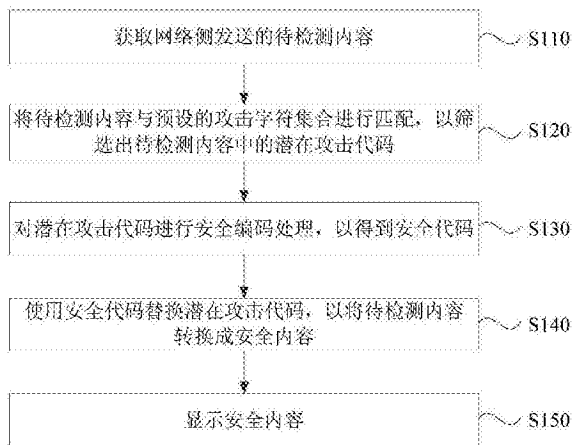 获取网络侧发送的待检测内容
S110
将待检测内容与预设的攻击字符集合进行匹配，以筛
选出待检测内容中的潜在攻击代码
S120
对潜在攻击代码进行安全编码处理，以得到安全代码
S130
使用安全代码替换潜在攻击代码，以将待检测内容
转换成安全内容
S140
显示安全内容
S150